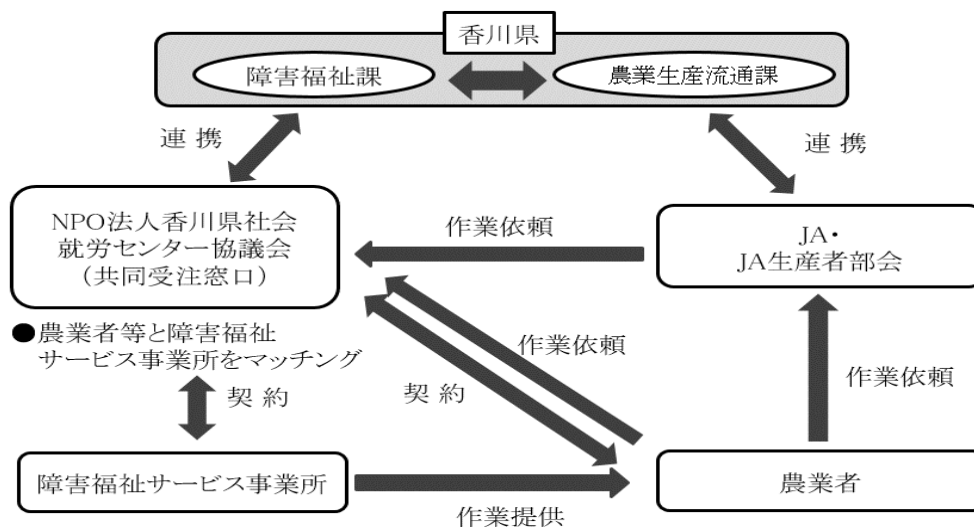 香川県
障害福祉課
農業生産流通課
連 携
連 携
NPO法人香川県社会
就労センター協議会
（共同受注窓口）
作業依頼
JA・
JA生産者部会
●農業者等と障害福祉
サービス事業所をマッチング
作業依頼
契 約
契 約
作業依頼
障害福祉サービス事業所
作業提供
農業者